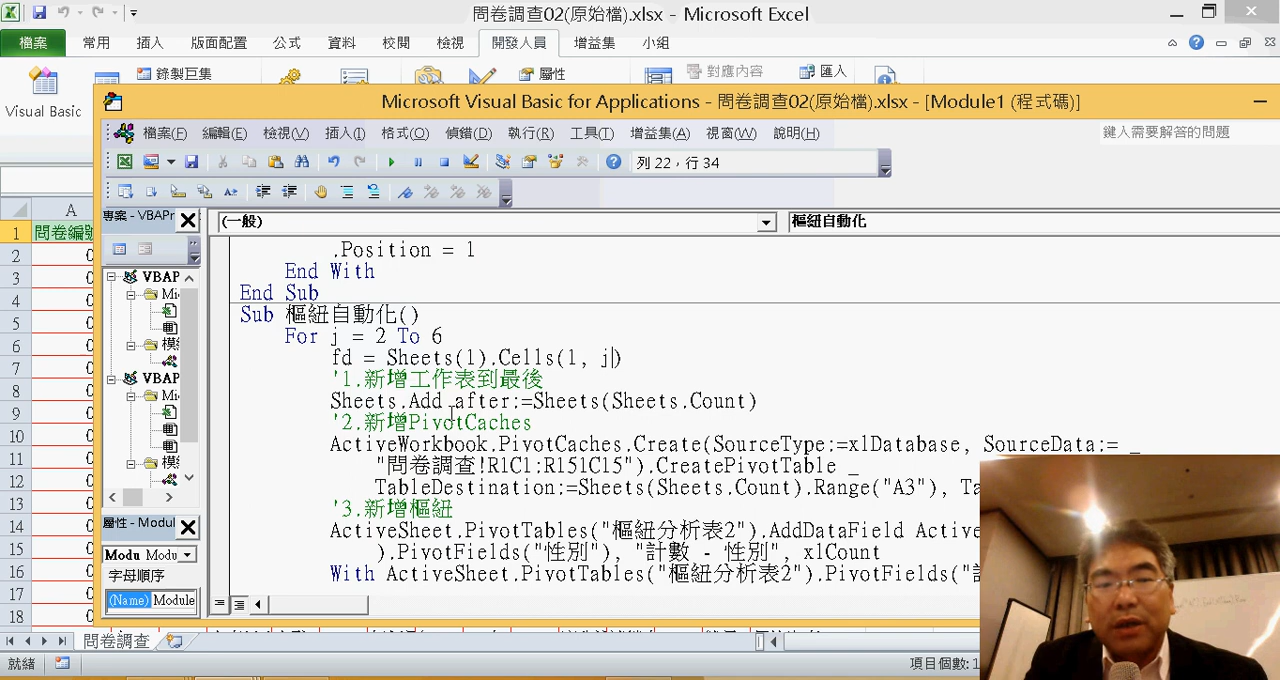 問卷調查02(原始檔).xlsx - Microsoft Excel
檔案 常用 插入 版面配置 公式 資料 校閱 檢視 開發人員 增益集 小組
錄製巨集 屬性 對應內容 匯入
Visual Basic
Microsoft Visual Basic for Applications - 問卷調查02(原始檔).xlsx - [Module1 (程式碼)]
檔案(F) 編輯(E) 檢視(V) 插入(I) 格式(O) 偵錯(D) 執行(R) 工具(T) 增益集(A) 視窗(W) 說明(H) 鍵入需要解答的問題
列 22，行 34
專案 - VBAPr
(一般) 樞紐自動化
A
1 問卷編號
2
3
4
5
6
7
8
9
10
11
12
13
14
15
16
17
18
VBAP
Mi
模
VBAP
Mi
模
屬性 - Modul
Modu Modu
字母順序
(Name) Module
.Position = 1
End With
End Sub
Sub 樞紐自動化()
For j = 2 To 6
fd = Sheets(1).Cells(1, j)
'1.新增工作表到最後
Sheets.Add after:=Sheets(Sheets.Count)
'2.新增PivotCaches
ActiveWorkbook.PivotCaches.Create(SourceType:=xlDatabase, SourceData:= _
"問卷調查!R1C1:R151C15").CreatePivotTable _
TableDestination:=Sheets(Sheets.Count).Range("A3"), Ta
'3.新增樞紐
ActiveSheet.PivotTables("樞紐分析表2").AddDataField Active
).PivotFields("性別"), "計數 - 性別", xlCount
With ActiveSheet.PivotTables("樞紐分析表2").PivotFields("
問卷調查
就緒 項目個數:1